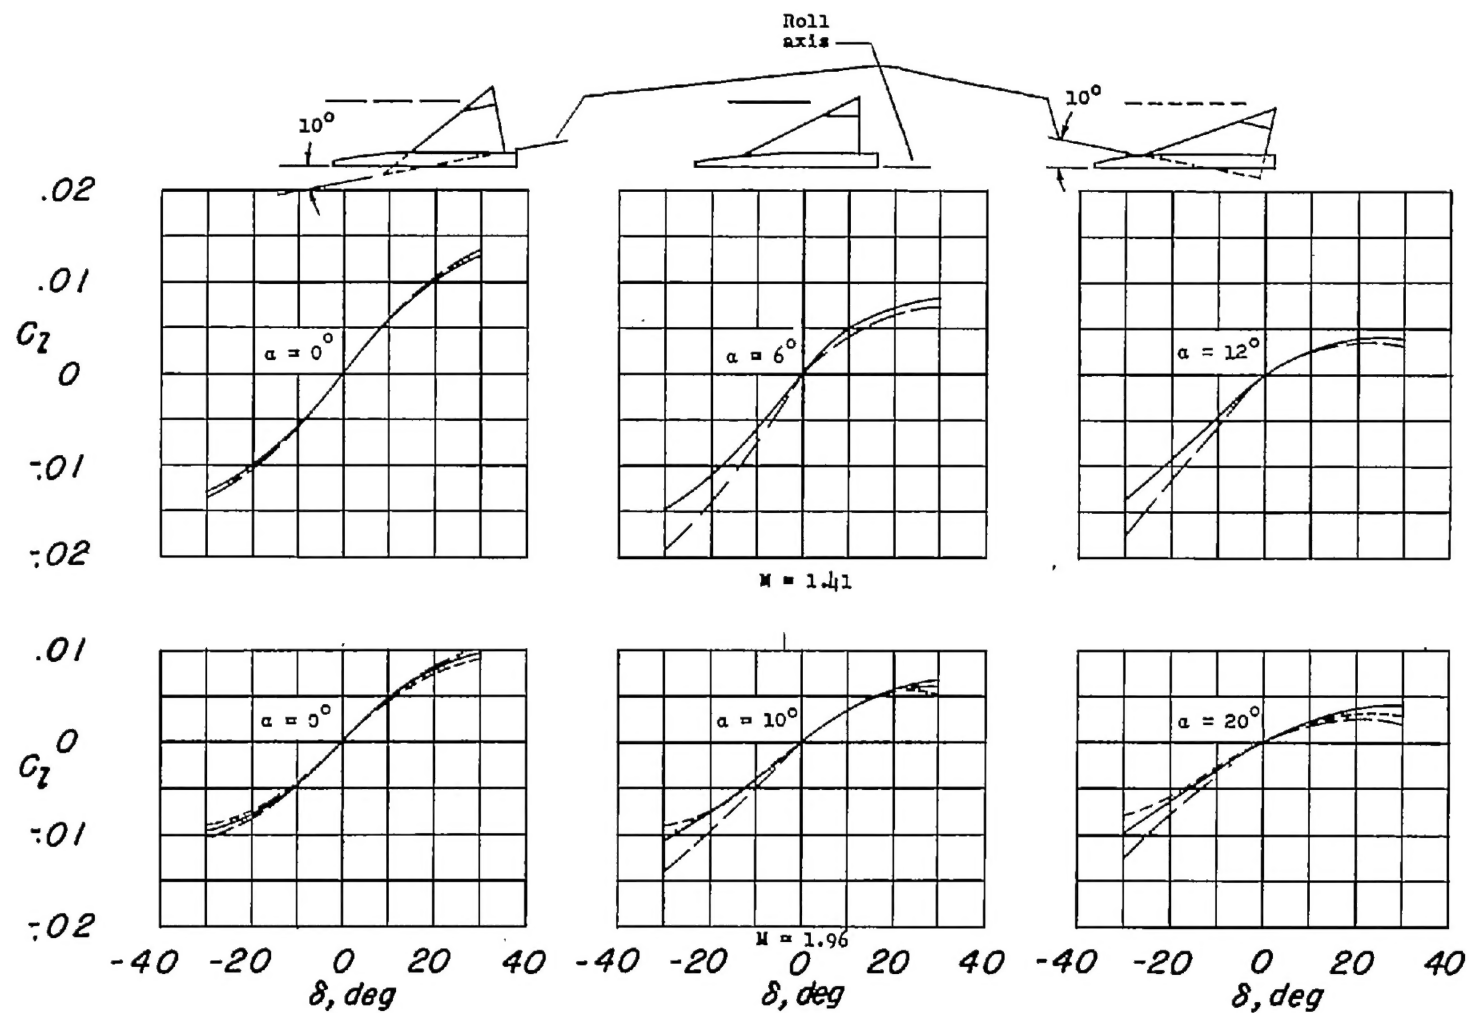 Roll
axis
10°
10°
.02
.01
C_l
0
-.01
-.02
α = 0°
α = 6°
α = 12°
M = 1.41
.01
0
C_l
-.01
-.02
α = 0°
α = 10°
α = 20°
M = 1.96
-40 -20 0 20 40 -40 -20 0 20 40 -40 -20 0 20 40
δ, deg δ, deg δ, deg